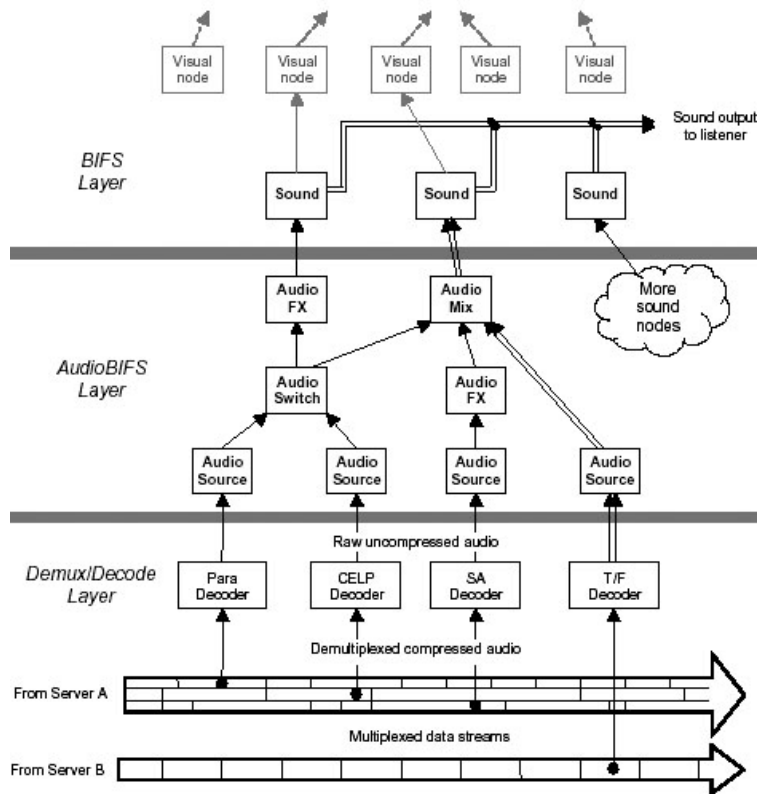 Visual
node
Visual
node
Visual
node
Visual
node
Visual
node
Sound output
to listener
BIFS
Layer
Sound
Sound
Sound
Audio
FX
Audio
Mix
More
sound
nodes
AudioBIFS
Layer
Audio
Switch
Audio
FX
Audio
Source
Audio
Source
Audio
Source
Audio
Source
Raw uncompressed audio
Demux/Decode
Layer
Para
Decoder
CELP
Decoder
SA
Decoder
T/F
Decoder
Demultiplexed compressed audio
From Server A
Multiplexed data streams
From Server B